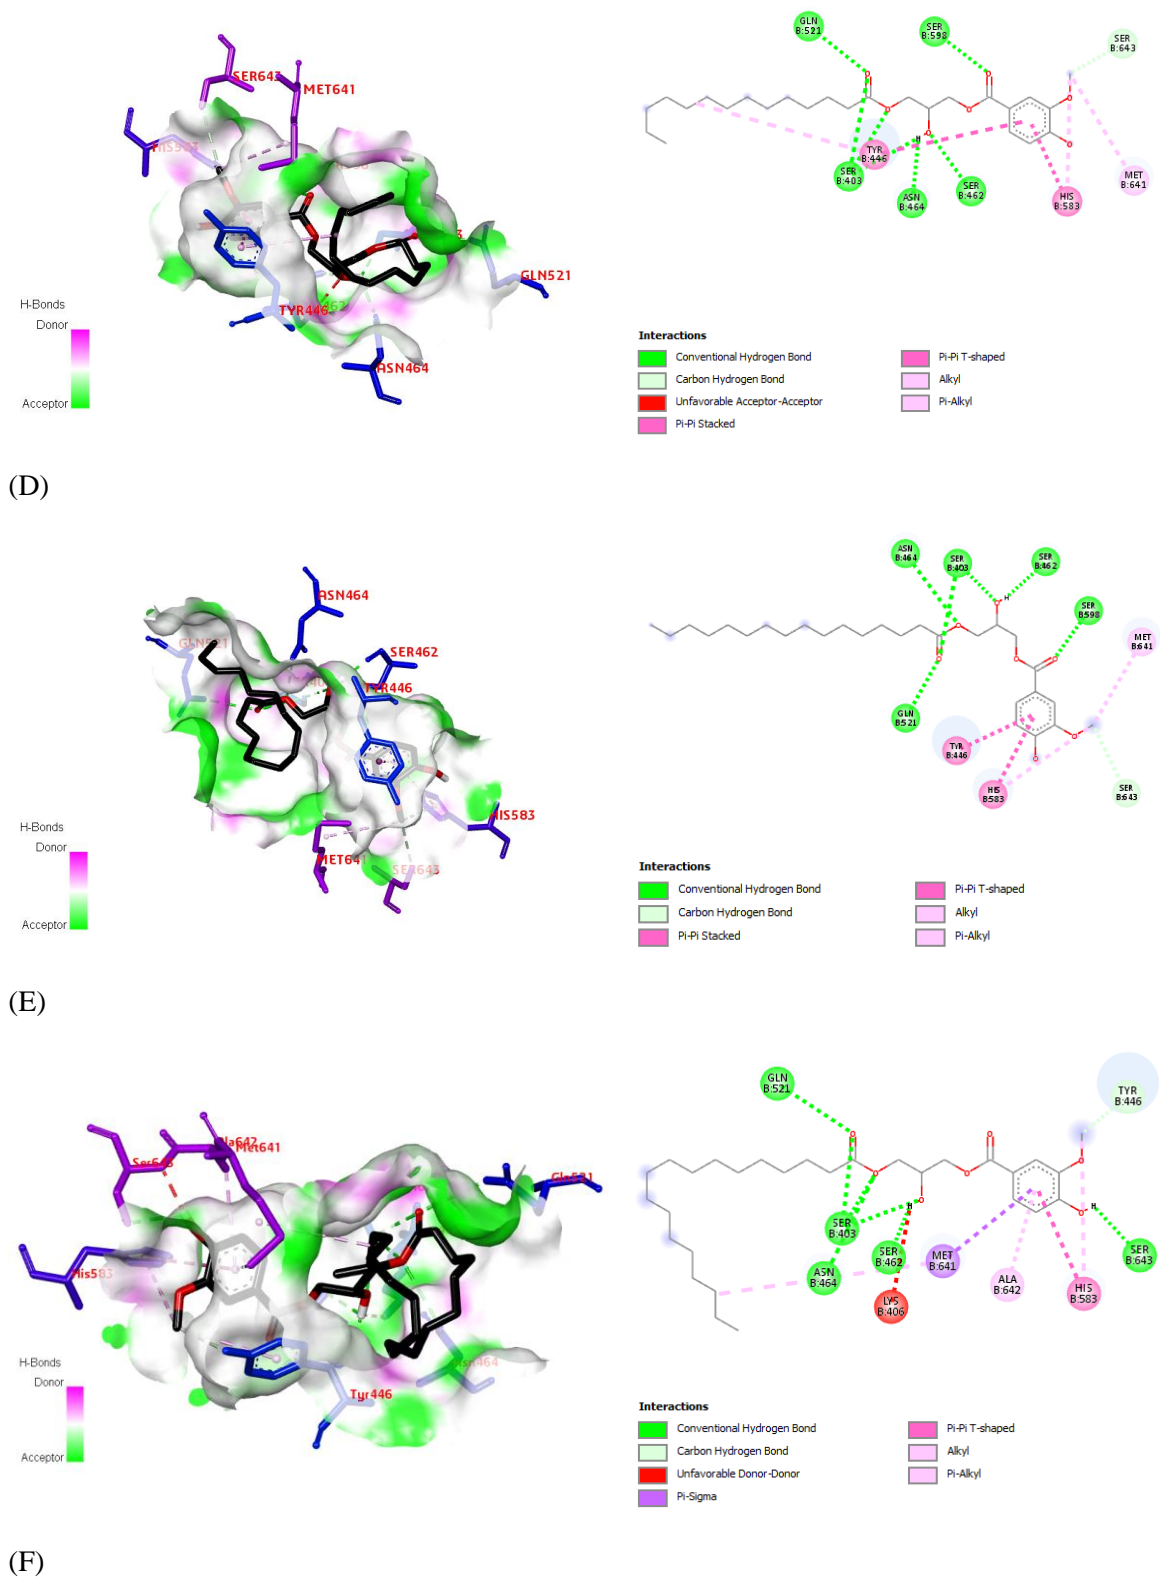 SER643
MET641
HIS583
TYR446
ASN464
GLN521
H-Bonds
Donor
Acceptor
GLN
B:521
SER
B:598
SER
B:643
TYR
B:446
SER
B:403
ASN
B:464
SER
B:462
HIS
B:583
MET
B:641
Interactions
Conventional Hydrogen Bond
Carbon Hydrogen Bond
Unfavorable Acceptor-Acceptor
Pi-Pi Stacked
Pi-Pi T-shaped
Alkyl
Pi-Alkyl
(D)
ASN464
GLN521
SER462
TYR446
HIS583
MET641
SER643
H-Bonds
Donor
Acceptor
ASN
B:464
SER
B:403
SER
B:462
SER
B:598
MET
B:641
GLN
B:521
TYR
B:446
HIS
B:583
SER
B:643
H
Interactions
Conventional Hydrogen Bond
Carbon Hydrogen Bond
Pi-Pi Stacked
Pi-Pi T-shaped
Alkyl
Pi-Alkyl
(E)
Met641
Gln521
His583
Tyr446
H-Bonds
Donor
Acceptor
GLN
B:521
TYR
B:446
SER
B:403
SER
B:462
ASN
B:464
LYS
B:406
MET
B:641
ALA
B:642
HIS
B:583
SER
B:643
H
H
Interactions
Conventional Hydrogen Bond
Carbon Hydrogen Bond
Unfavorable Donor-Donor
Pi-Sigma
Pi-Pi T-shaped
Alkyl
Pi-Alkyl
(F)